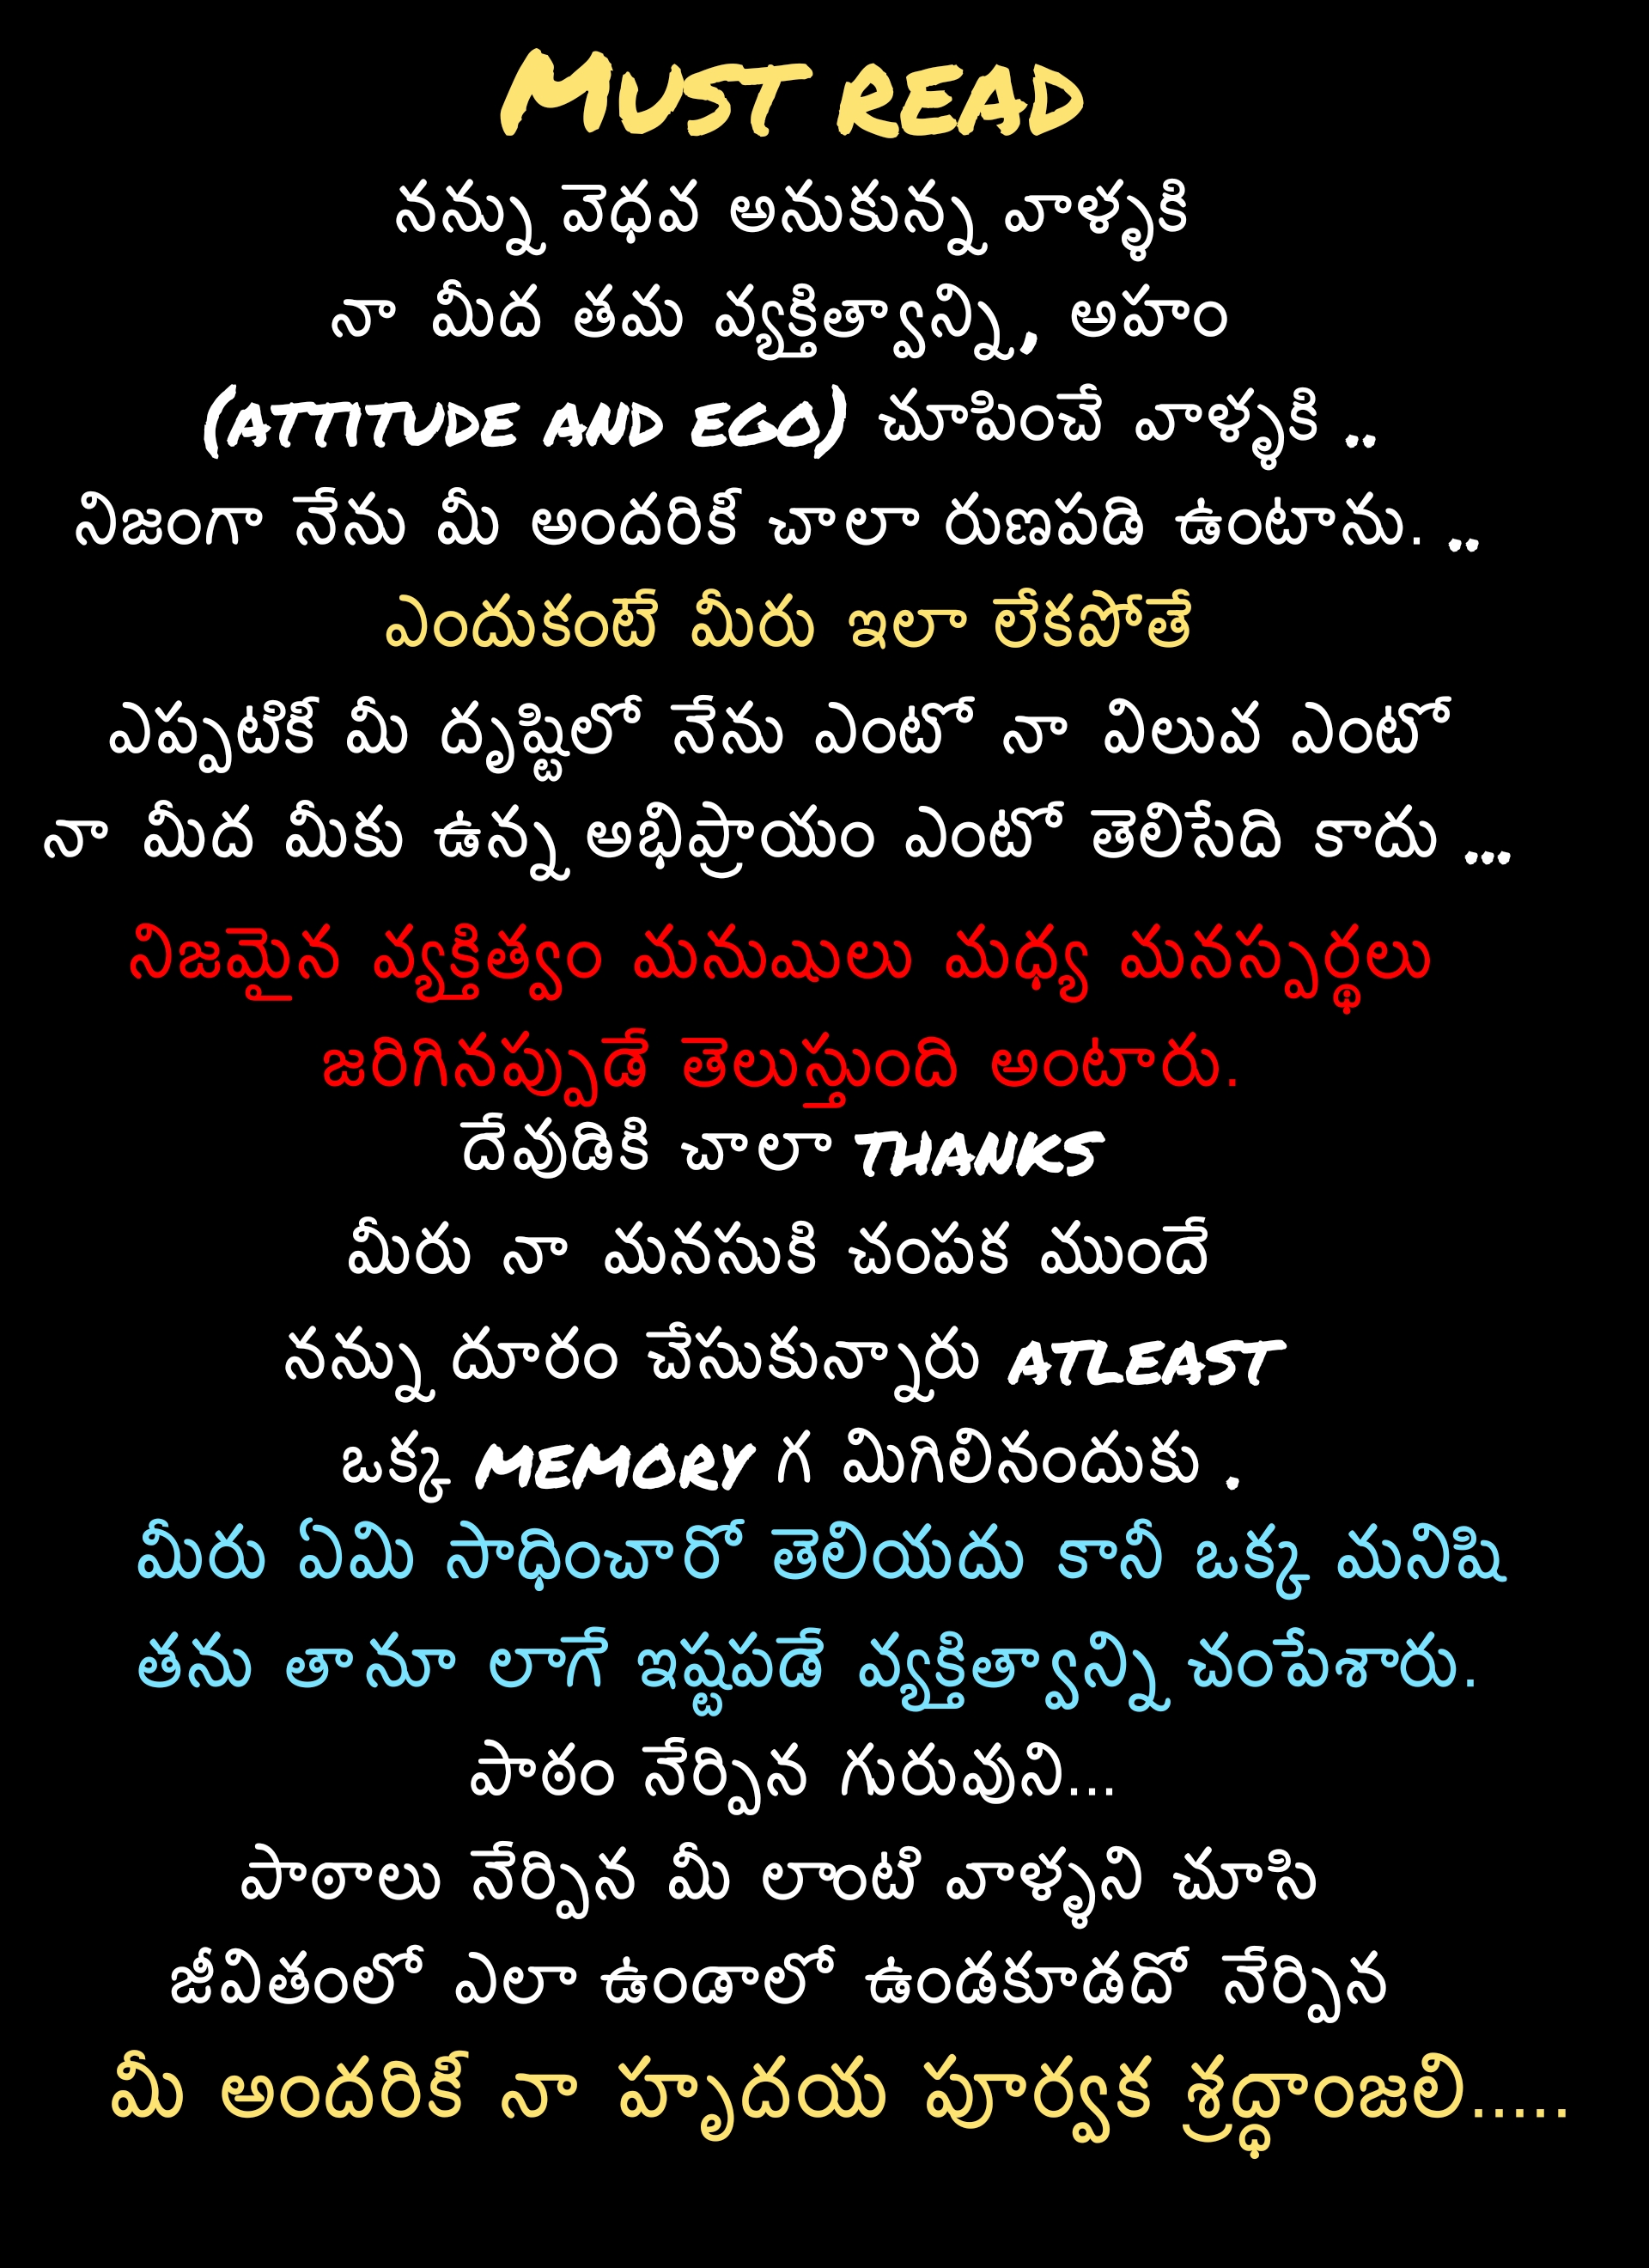 MUST READ
నన్ను వెధవ అనుకున్న వాళ్ళకి
నా మీద తమ వ్యక్తిత్వాన్ని, అహం
(ATTITUDE AND EGO) చూపించే వాళ్ళకి ..
నిజంగా నేను మీ అందరికీ చాలా రుణపడి ఉంటాను. ..
ఎందుకంటే మీరు ఇలా లేకపోతే
ఎప్పటికీ మీ దృష్టిలో నేను ఎంటో నా విలువ ఎంటో
నా మీద మీకు ఉన్న అభిప్రాయం ఎంటో తెలిసేది కాదు ...
నిజమైన వ్యక్తిత్వం మనుషులు మధ్య మనస్పర్థలు
జరిగినప్పుడే తెలుస్తుంది అంటారు.
దేవుడికి చాలా THANKS
మీరు నా మనసుకి చంపక ముందే
నన్ను దూరం చేసుకున్నారు ATLEAST
ఒక్క MEMORY గ మిగిలినందుకు .
మీరు ఏమి సాధించారో తెలియదు కానీ ఒక్క మనిషి
తను తానూ లాగే ఇష్టపడే వ్యక్తిత్వాన్ని చంపేశారు.
పాఠం నేర్పిన గురువుని...
పాఠాలు నేర్పిన మీ లాంటి వాళ్ళని చూసి
జీవితంలో ఎలా ఉండాలో ఉండకూడదో నేర్పిన
మీ అందరికీ నా హృదయ పూర్వక శ్రద్ధాంజలి.....